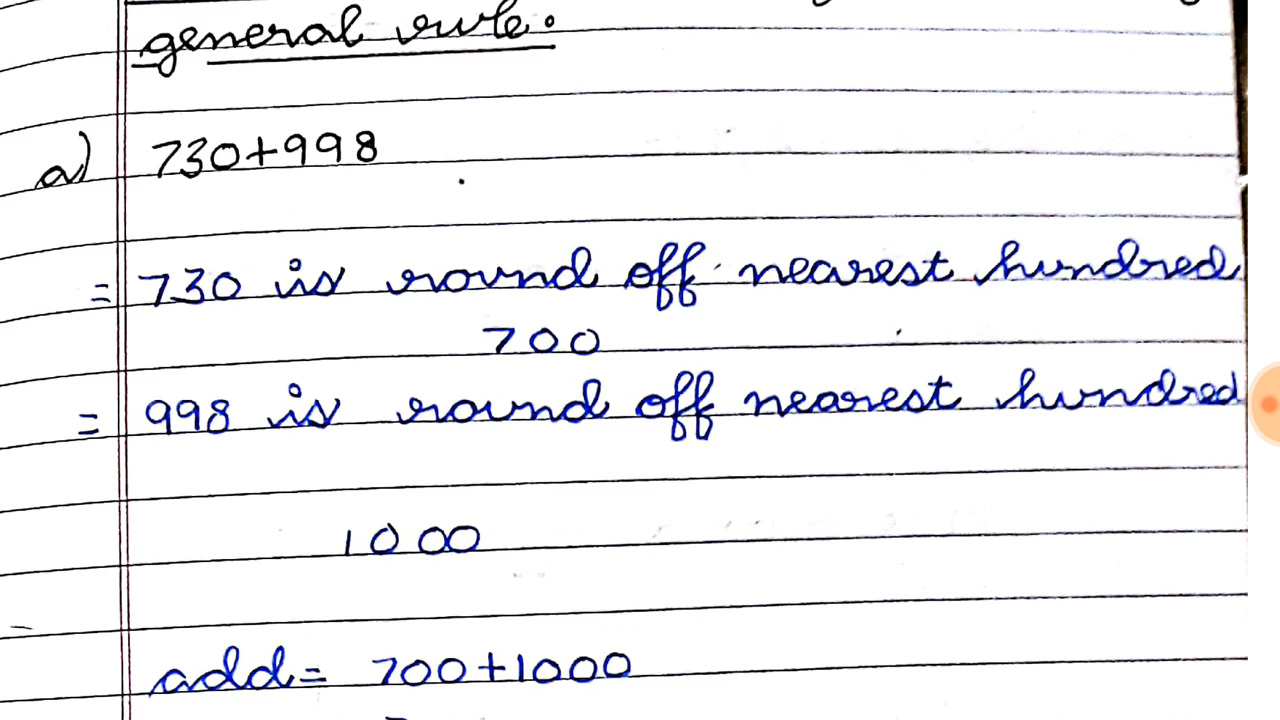 general rule.
a) 730+998
= 730 is round off nearest hundred
700
= 998 is round off nearest hundred
1000
add= 700+1000